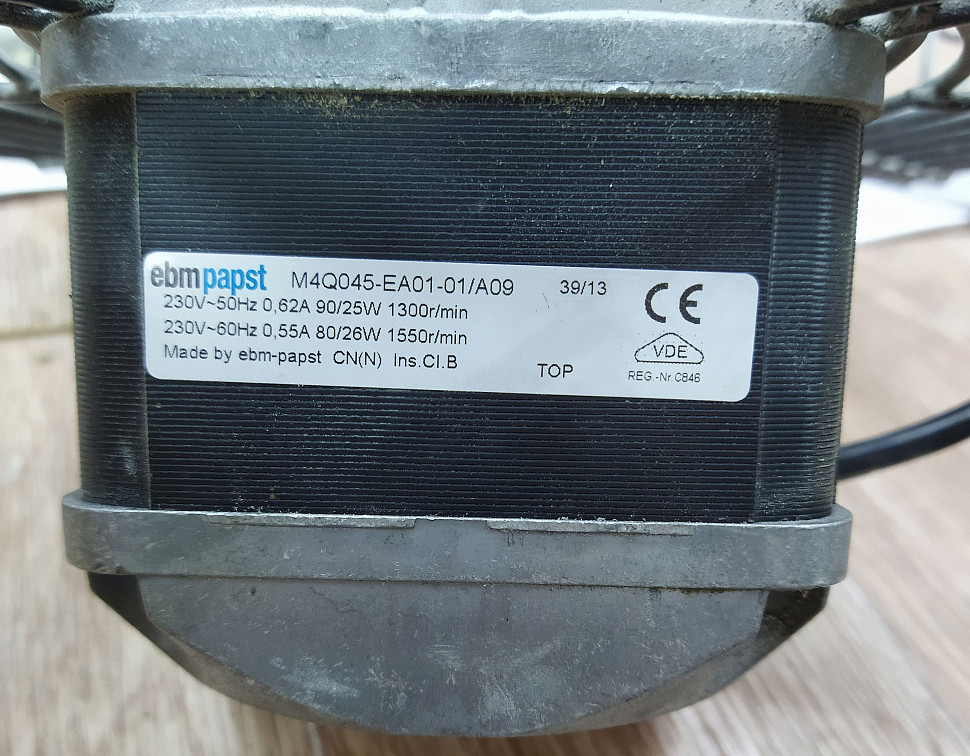 ebmpapst M4Q045-EA01-01/A09 39/13
230V~50Hz 0,62A 90/25W 1300r/min
230V~60Hz 0,55A 80/26W 1550r/min
Made by ebm-papst CN(N) Ins.Cl.B
TOP
CE
VDE
REG.-Nr. C846